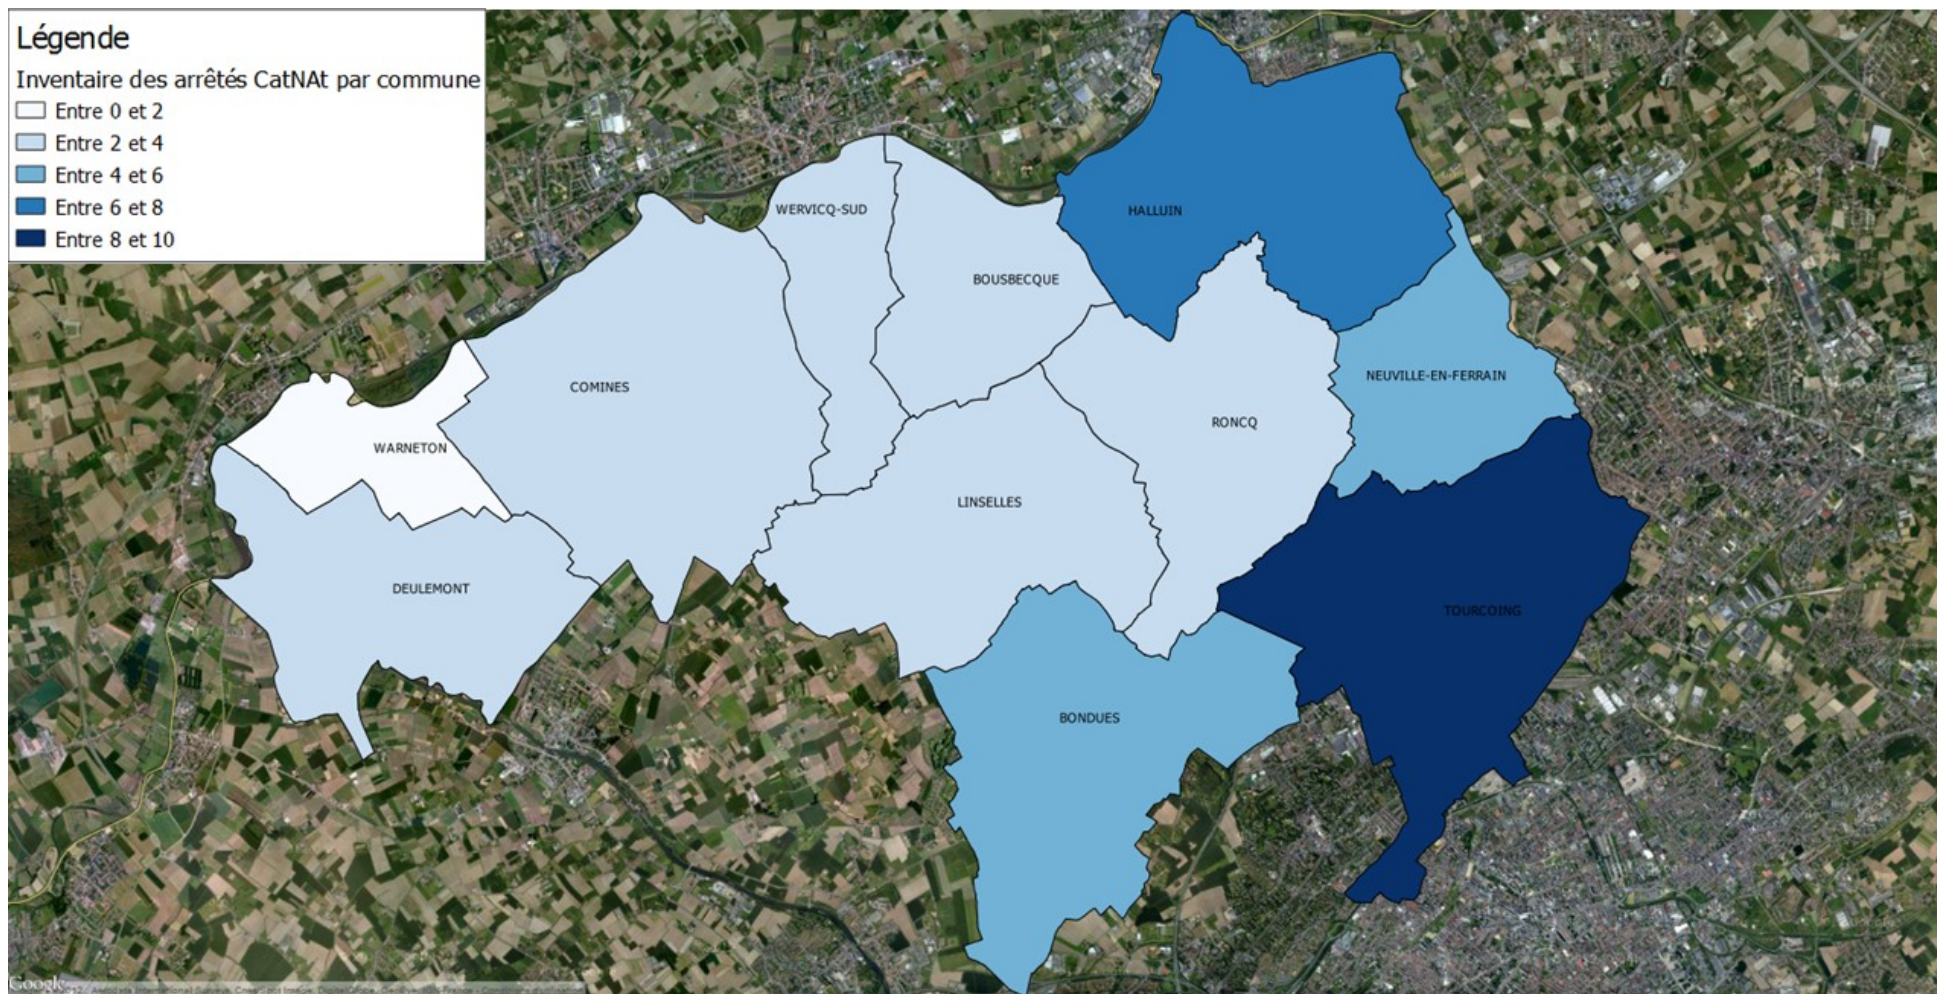 Légende
Inventaire des arrêtés CatNAt par commune
Entre 0 et 2
Entre 2 et 4
Entre 4 et 6
Entre 6 et 8
Entre 8 et 10
WERVICQ-SUD
HALLUIN
BOUSBECQUE
NEUVILLE-EN-FERRAIN
COMINES
RONCQ
WARNETON
LINSELLES
DEULEMONT
TOURCOING
BONDUES
Google